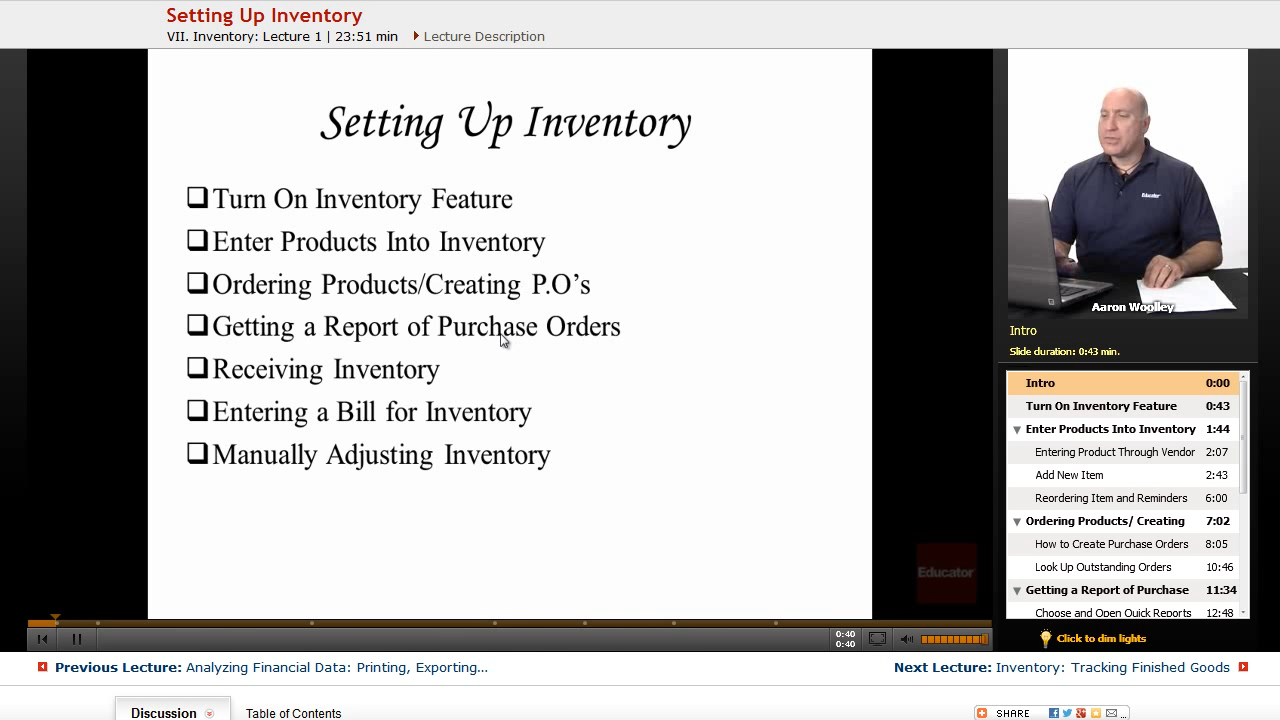 Setting Up Inventory
VII. Inventory: Lecture 1 | 23:51 min
Lecture Description
Setting Up Inventory
Turn On Inventory Feature
Enter Products Into Inventory
Ordering Products/Creating P.O's
Getting a Report of Purchase Orders
Receiving Inventory
Entering a Bill for Inventory
Manually Adjusting Inventory
Educator
0:40
0:40
Educator
Aaron Woolley
Intro
Slide duration: 0:43 min.
Intro 0:00
Turn On Inventory Feature 0:43
Enter Products Into Inventory 1:44
Entering Product Through Vendor 2:07
Add New Item 2:43
Reordering Item and Reminders 6:00
Ordering Products/ Creating 7:02
How to Create Purchase Orders 8:05
Look Up Outstanding Orders 10:46
Getting a Report of Purchase 11:34
Choose and Open Quick Reports 12:48
Click to dim lights
Previous Lecture: Analyzing Financial Data: Printing, Exporting...
Next Lecture: Inventory: Tracking Finished Goods
Discussion
Table of Contents
SHARE